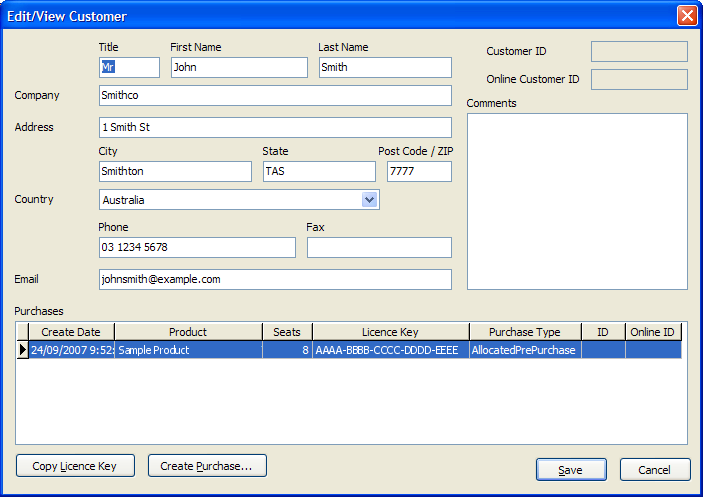 Edit/View Customer
Title First Name Last Name
Mr John Smith
Customer ID
Online Customer ID
Company Smithco
Comments
Address 1 Smith St
City State Post Code / ZIP
Smithton TAS 7777
Country Australia
Phone Fax
03 1234 5678
Email johnsmith@example.com
Purchases
Create Date Product Seats Licence Key Purchase Type ID Online ID
24/09/2007 9:52: Sample Product 8 AAAA-BBBB-CCCC-DDDD-EEEE AllocatedPrePurchase
Copy Licence Key Create Purchase... Save Cancel